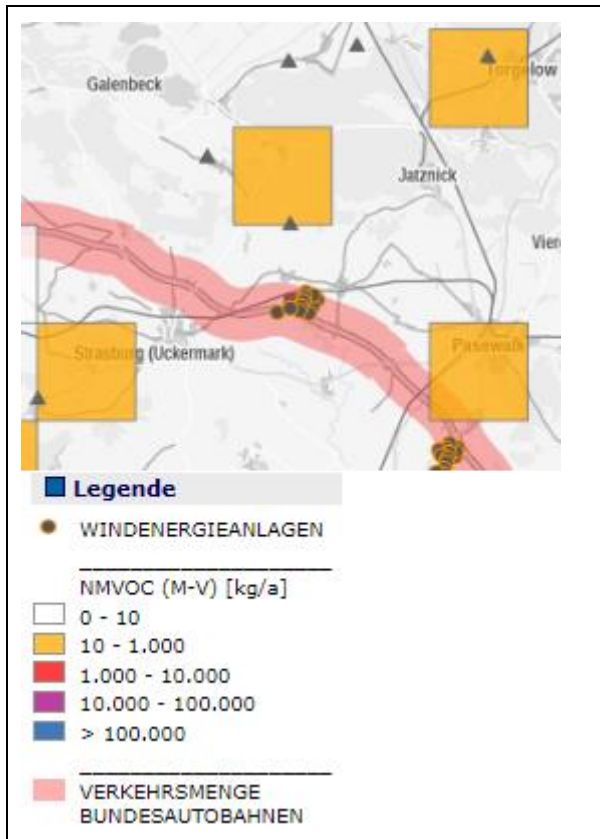 Galenbeck
Torgelow
Jatznick
Vier
Strasburg (Uckermark)
Pasewalk
Legende
WINDENERGIEANLAGEN
NMVOC (M-V) [kg/a]
0 - 10
10 - 1.000
1.000 - 10.000
10.000 - 100.000
> 100.000
VERKEHRSMENGE
BUNDESAUTOBAHNEN